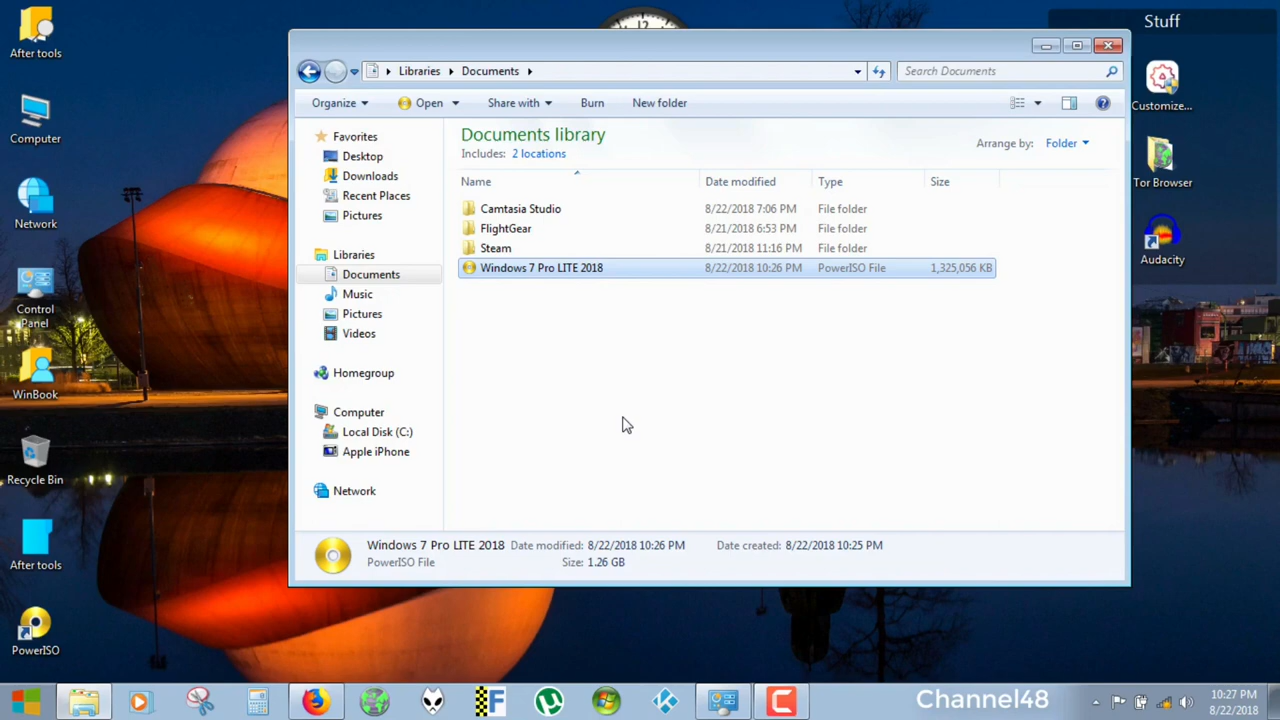 After tools
Computer
Network
Control
Panel
WinBook
Recycle Bin
After tools
PowerISO
12
Stuff
Customize...
Tor Browser
Audacity
Libraries
Documents
Search Documents
Organize
Open
Share with
Burn
New folder
Favorites
Desktop
Downloads
Recent Places
Pictures
Libraries
Documents
Music
Pictures
Videos
Homegroup
Computer
Local Disk (C:)
Apple iPhone
Network
Documents library
Includes: 2 locations
Arrange by: Folder
Name Date modified Type Size
Camtasia Studio 8/22/2018 7:06 PM File folder
FlightGear 8/21/2018 6:53 PM File folder
Steam 8/21/2018 11:16 PM File folder
Windows 7 Pro LITE 2018 8/22/2018 10:26 PM PowerISO File 1,325,056 KB
Windows 7 Pro LITE 2018 Date modified: 8/22/2018 10:26 PM Date created: 8/22/2018 10:25 PM
PowerISO File Size: 1.26 GB
Channel48
10:27 PM
8/22/2018